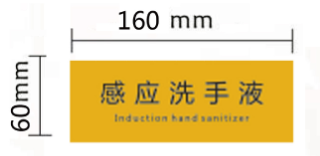 160 mm
60mm
感应洗手液
Induction hand sanitizer